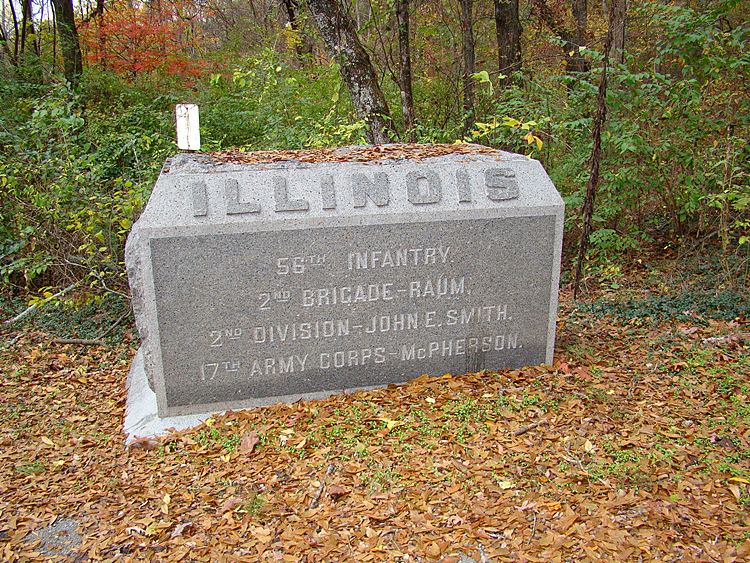 ILLINOIS
56TH INFANTRY.
2ND BRIGADE-RAUM.
2ND DIVISION-JOHN E. SMITH.
17TH ARMY CORPS-McPHERSON.